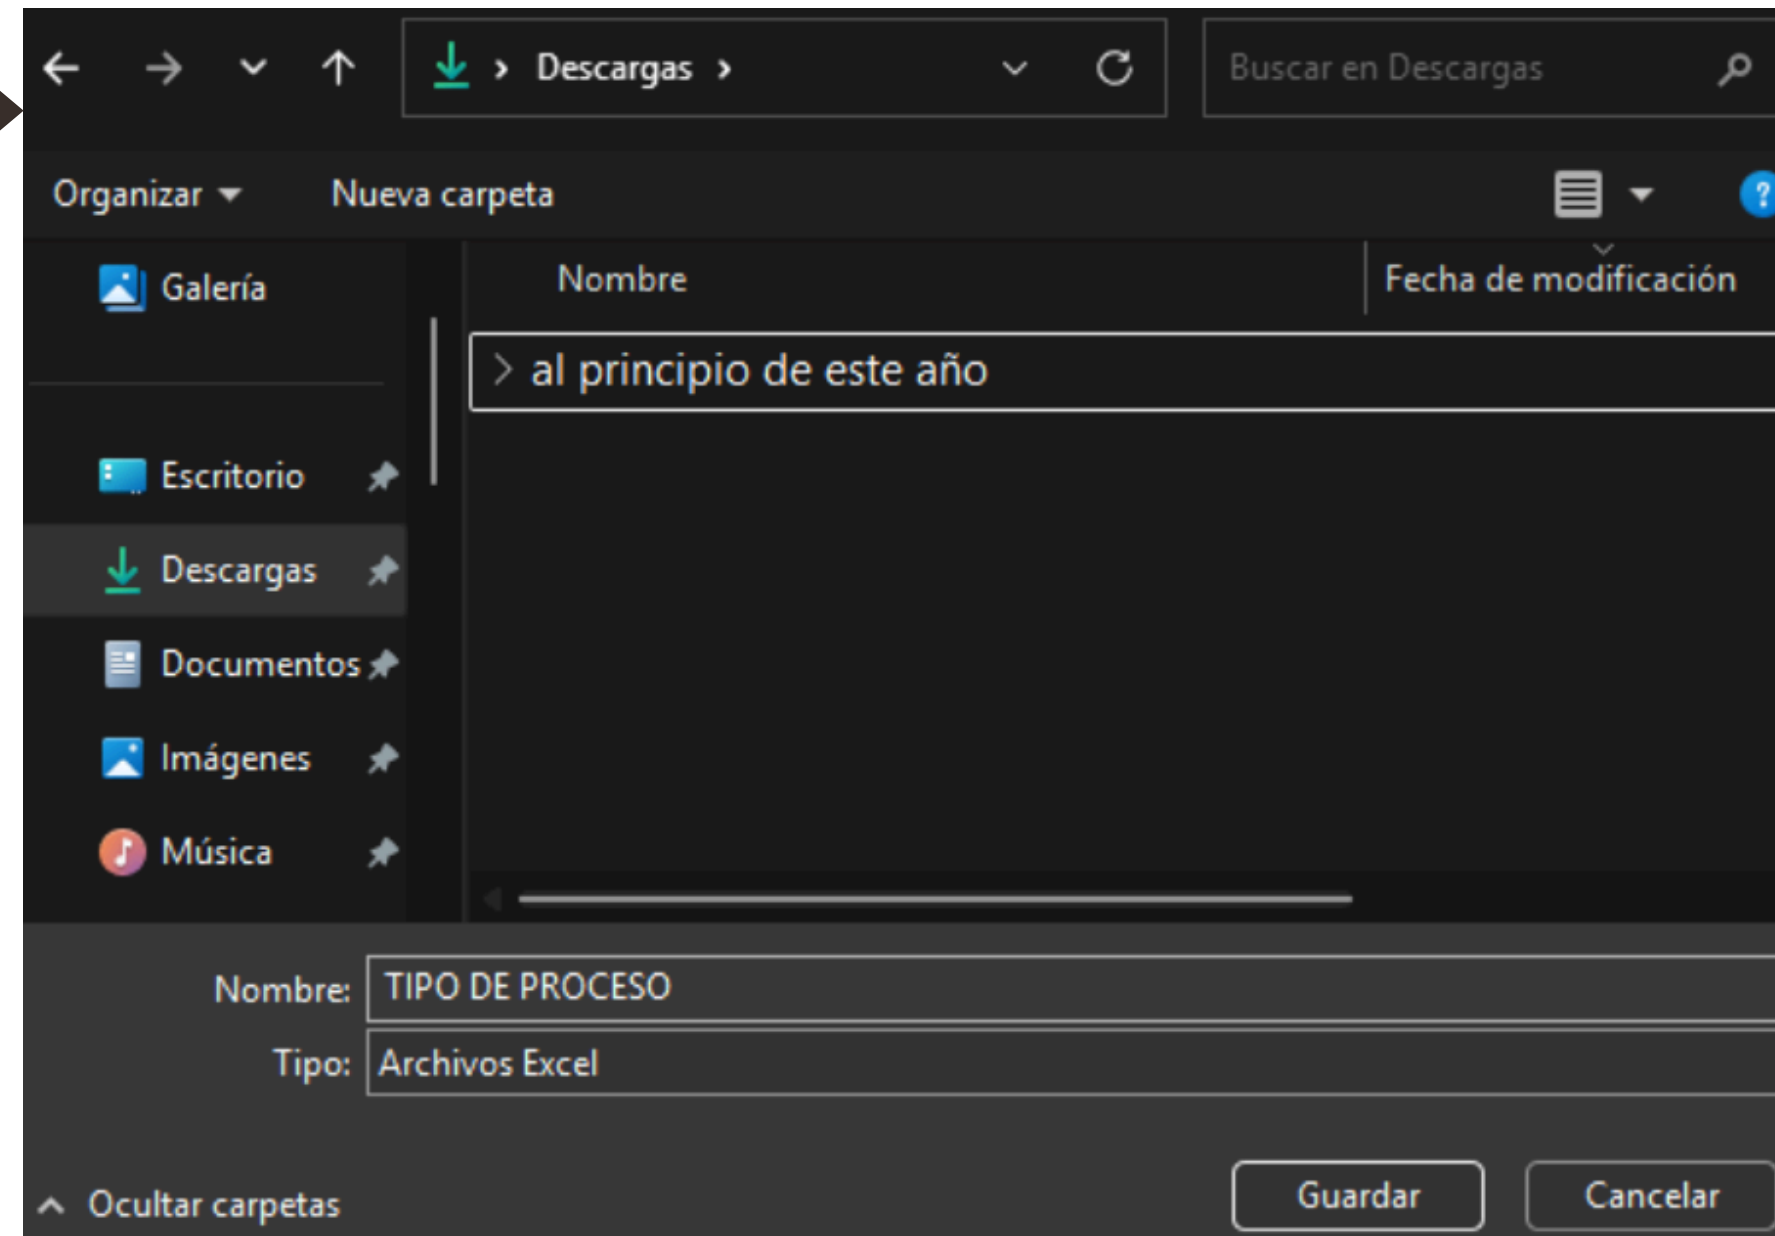 Descargas
Buscar en Descargas
Organizar
Nueva carpeta
Galería
Nombre
Fecha de modificación
al principio de este año
Escritorio
Descargas
Documentos
Imágenes
Música
Nombre: TIPO DE PROCESO
Tipo: Archivos Excel
Ocultar carpetas
Guardar
Cancelar